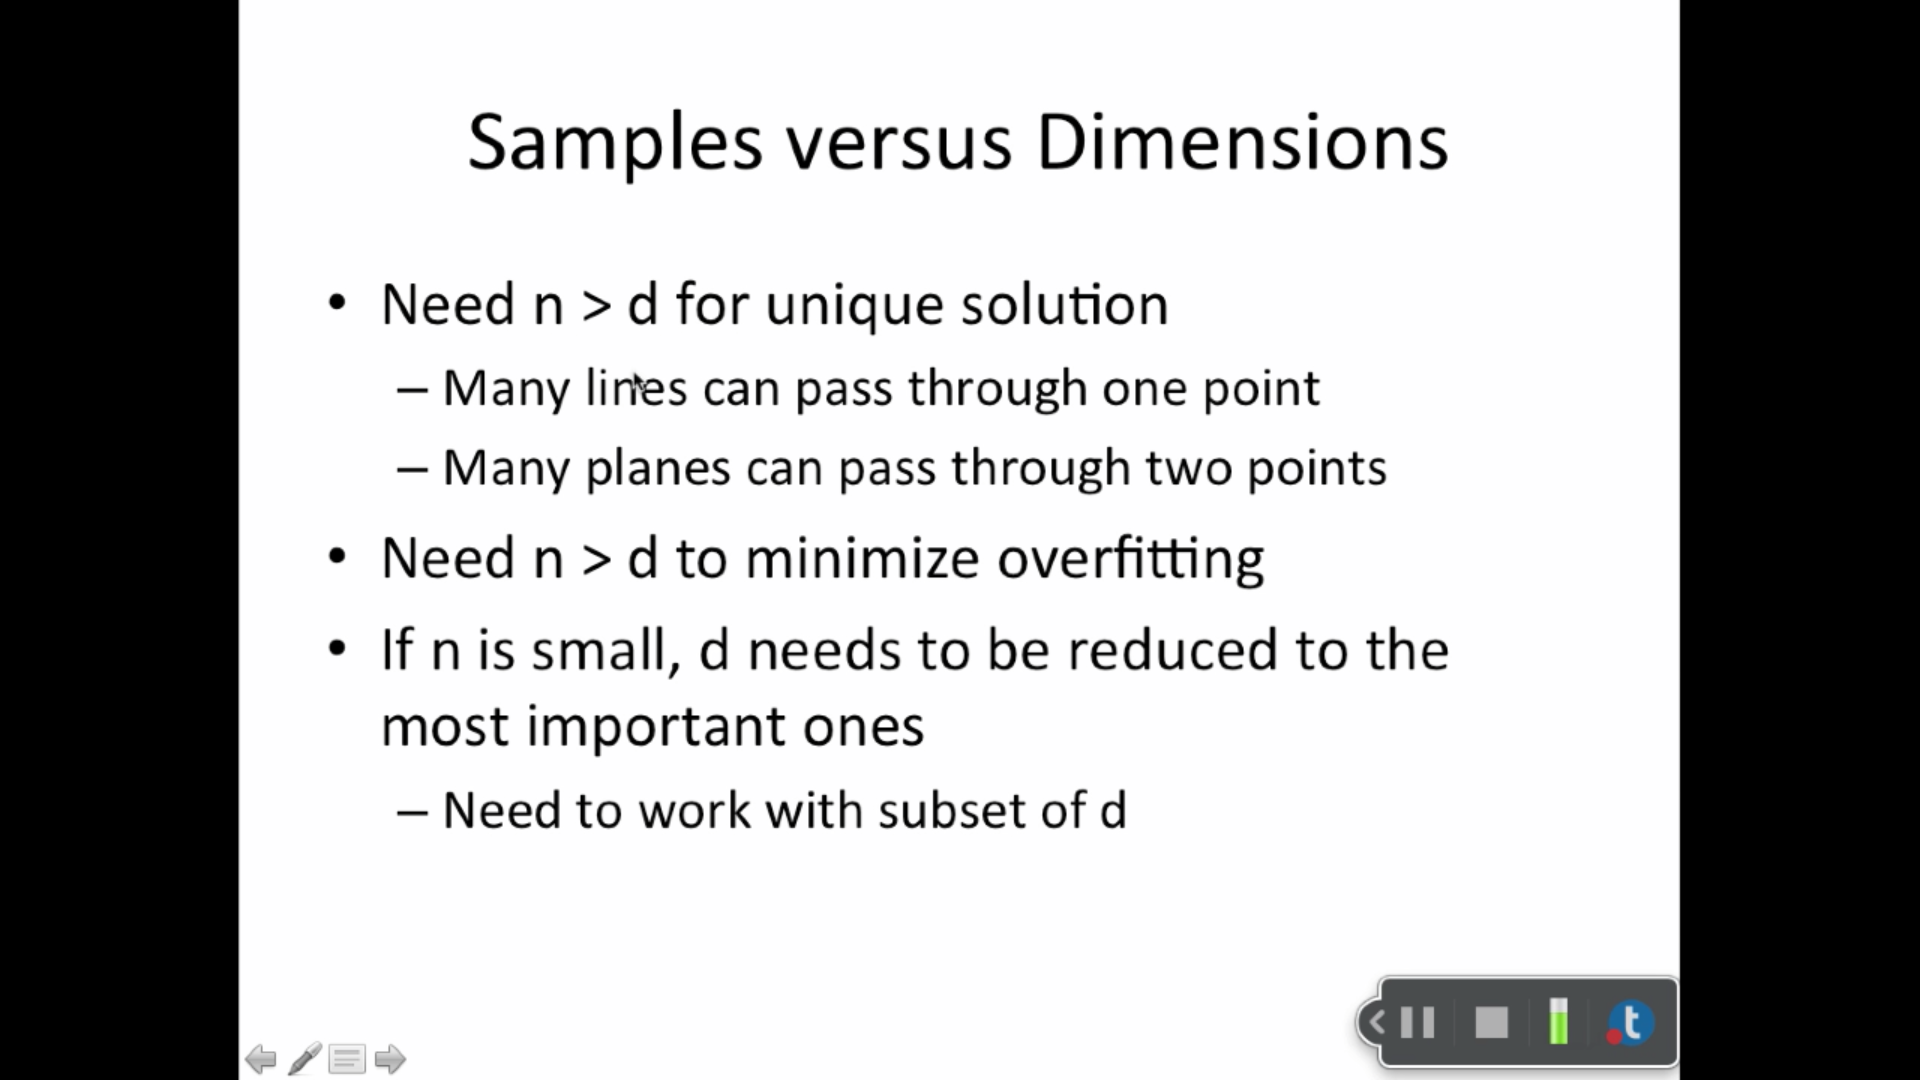 Samples versus Dimensions
• Need n > d for unique solution
– Many lines can pass through one point
– Many planes can pass through two points
• Need n > d to minimize overfitting
• If n is small, d needs to be reduced to the
most important ones
– Need to work with subset of d
t